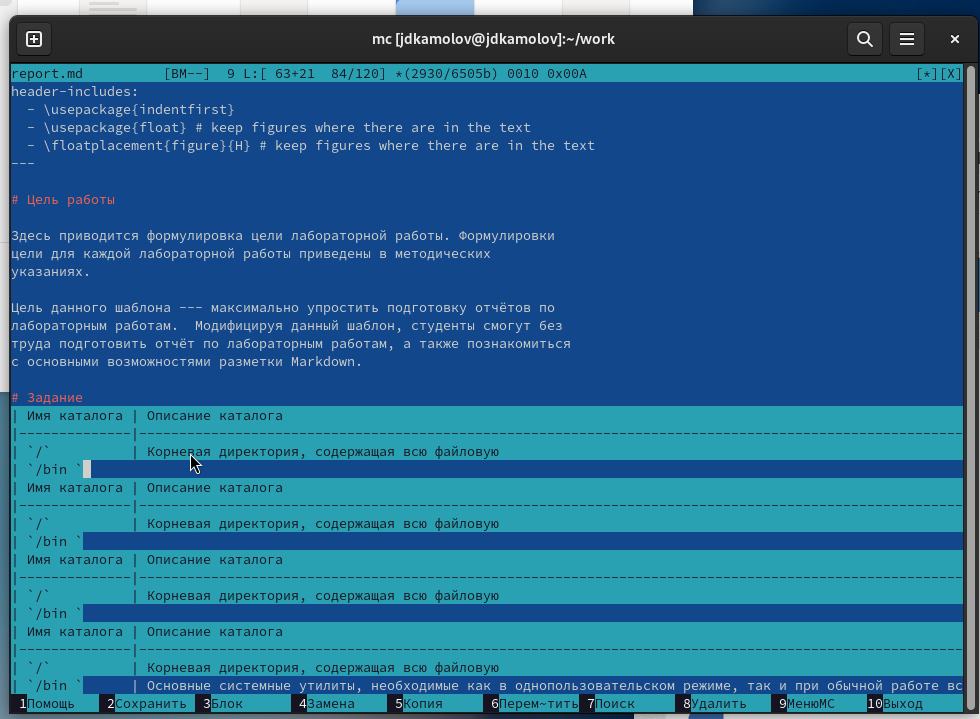 mc [jdkamolov@jdkamolov]:~/work
report.md          [BM--]  9 L:[ 63+21  84/120] *(2930/6505b) 0010 0x00A                                         [*][X]
header-includes:
  - \usepackage{indentfirst}
  - \usepackage{float} # keep figures where there are in the text
  - \floatplacement{figure}{H} # keep figures where there are in the text
---
# Цель работы
Здесь приводится формулировка цели лабораторной работы. Формулировки
цели для каждой лабораторной работы приведены в методических
указаниях.
Цель данного шаблона --- максимально упростить подготовку отчётов по
лабораторным работам.  Модифицируя данный шаблон, студенты смогут без
труда подготовить отчёт по лабораторным работам, а также познакомиться
с основными возможностями разметки Markdown.
# Задание
| Имя каталога | Описание каталога
|--------------|-------------------------------------------------------------------------------------------------------
| `/`          | Корневая директория, содержащая всю файловую
| `/bin `
| Имя каталога | Описание каталога
|--------------|-------------------------------------------------------------------------------------------------------
| `/`          | Корневая директория, содержащая всю файловую
| `/bin `
| Имя каталога | Описание каталога
|--------------|-------------------------------------------------------------------------------------------------------
| `/`          | Корневая директория, содержащая всю файловую
| `/bin `
| Имя каталога | Описание каталога
|--------------|-------------------------------------------------------------------------------------------------------
| `/`          | Корневая директория, содержащая всю файловую
| `/bin `      | Основные системные утилиты, необходимые как в однопользовательском режиме, так и при обычной работе вс
1Помощь 2Сохранить 3Блок 4Замена 5Копия 6Перем~тить 7Поиск 8Удалить 9МенюMC 10Выход